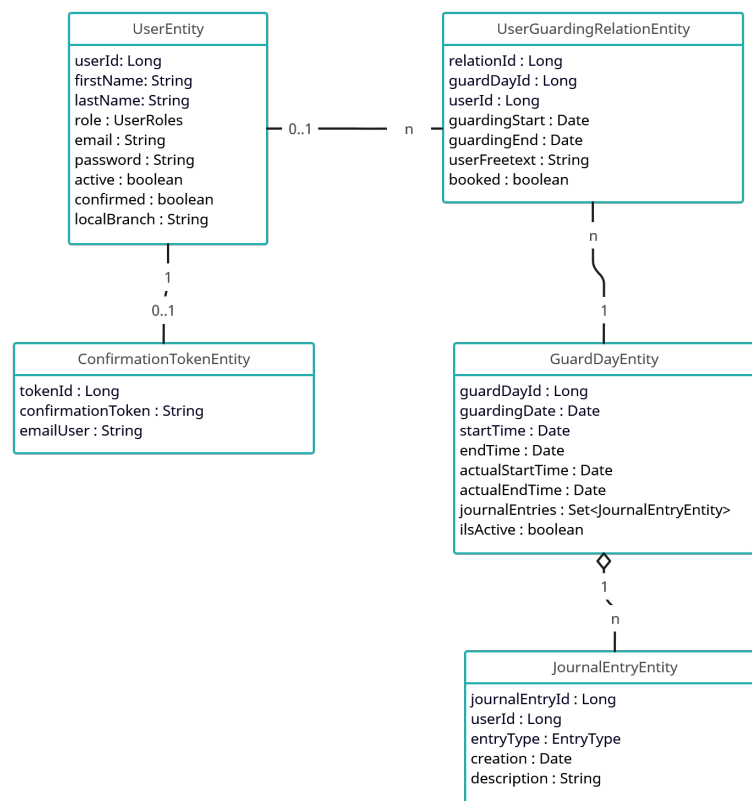 UserEntity
userId: Long
firstName: String
lastName: String
role : UserRoles
email : String
password : String
active : boolean
confirmed : boolean
localBranch : String
0..1
n
UserGuardingRelationEntity
relationId : Long
guardDayId : Long
userId : Long
guardingStart : Date
guardingEnd : Date
userFreetext : String
booked : boolean
1
0..1
n
1
ConfirmationTokenEntity
tokenId : Long
confirmationToken : String
emailUser : String
GuardDayEntity
guardDayId : Long
guardingDate : Date
startTime : Date
endTime : Date
actualStartTime : Date
actualEndTime : Date
journalEntries : Set<JournalEntryEntity>
ilsActive : boolean
1
n
JournalEntryEntity
journalEntryId : Long
userId : Long
entryType : EntryType
creation : Date
description : String